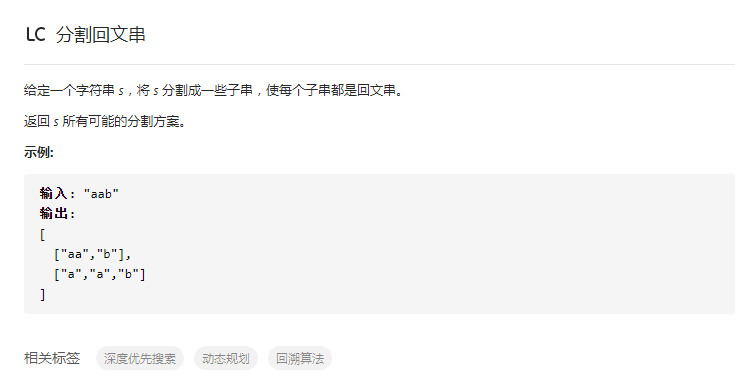 LC 分割回文串
给定一个字符串 s，将 s 分割成一些子串，使每个子串都是回文串。
返回 s 所有可能的分割方案。
示例:
输入: "aab"
输出:
[
  ["aa","b"],
  ["a","a","b"]
]
相关标签 深度优先搜索 动态规划 回溯算法